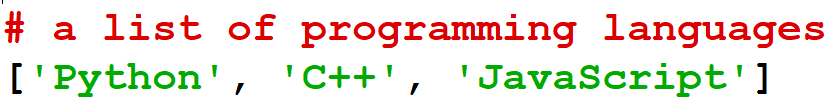 # a list of programming languages
['Python', 'C++', 'JavaScript']